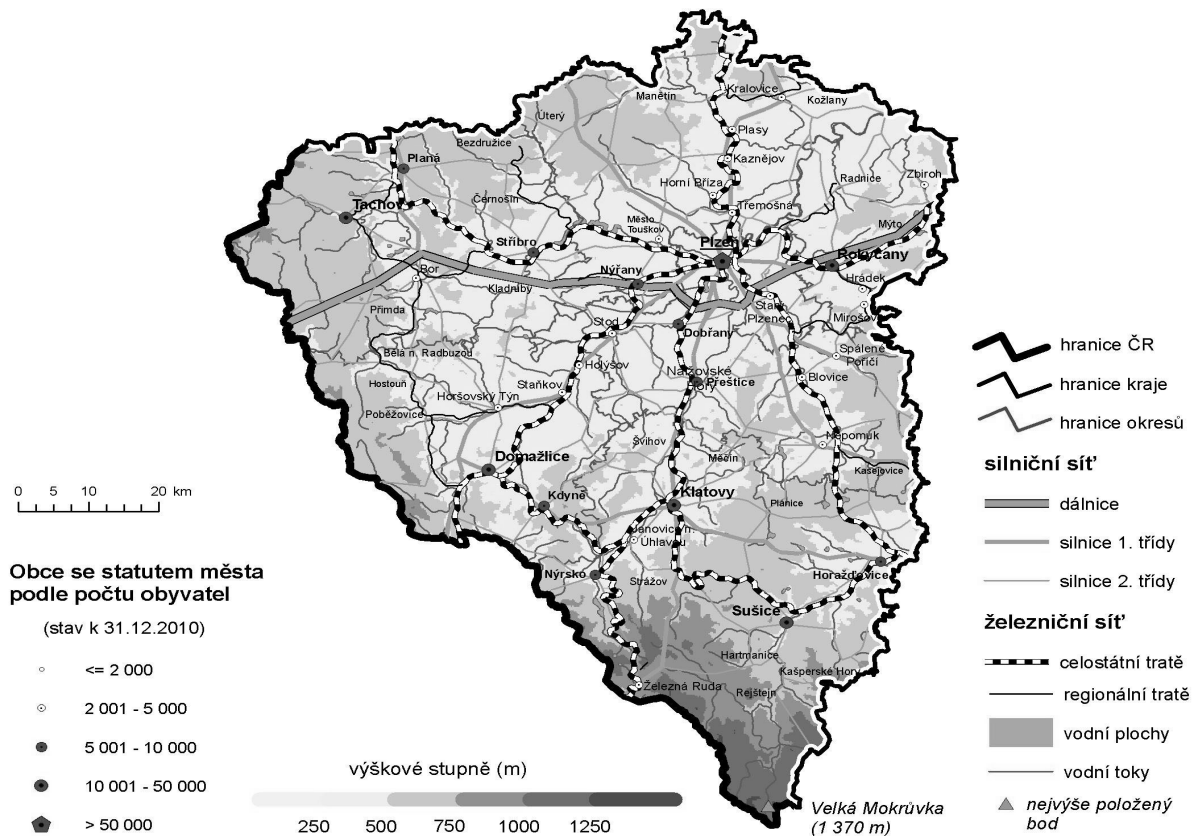 Kralovice
Kožlany
Manětín
Úterý
Plasy
Bezdružice
Kaznějov
Planá
Radnice
Zbiroh
Horní Bříza
Černošín
Třemošná
Tachov
Město
Touškov
Mýto
Stříbro
Plzeň
Rokycany
Bor
Nýřany
Hrádek
Kladruby
Starý
Plzenec
Přimda
Mirošov
Stod
Dobřany
Bělá n. Radbuzou
Spálené
Poříčí
Holýšov
Nalžovské
Hory
Přeštice
Blovice
Hostouň
Staňkov
Horšovský Týn
Poběžovice
Švihov
Nepomuk
Měčín
Domažlice
Kasejovice
Kdyně
Klatovy
Plánice
Janovice n.
Úhlavou
Nýrsko
Strážov
Horažďovice
Sušice
Hartmanice
Kašperské Hory
Železná Ruda
Rejštejn
Velká Mokrůvka
(1 370 m)
0 5 10 20 km
Obce se statutem města
podle počtu obyvatel
(stav k 31.12.2010)
<= 2 000
2 001 - 5 000
5 001 - 10 000
10 001 - 50 000
> 50 000
výškové stupně (m)
250 500 750 1000 1250
hranice ČR
hranice kraje
hranice okresů
silniční síť
dálnice
silnice 1. třídy
silnice 2. třídy
železniční síť
celostátní tratě
regionální tratě
vodní plochy
vodní toky
nejvýše položený
bod